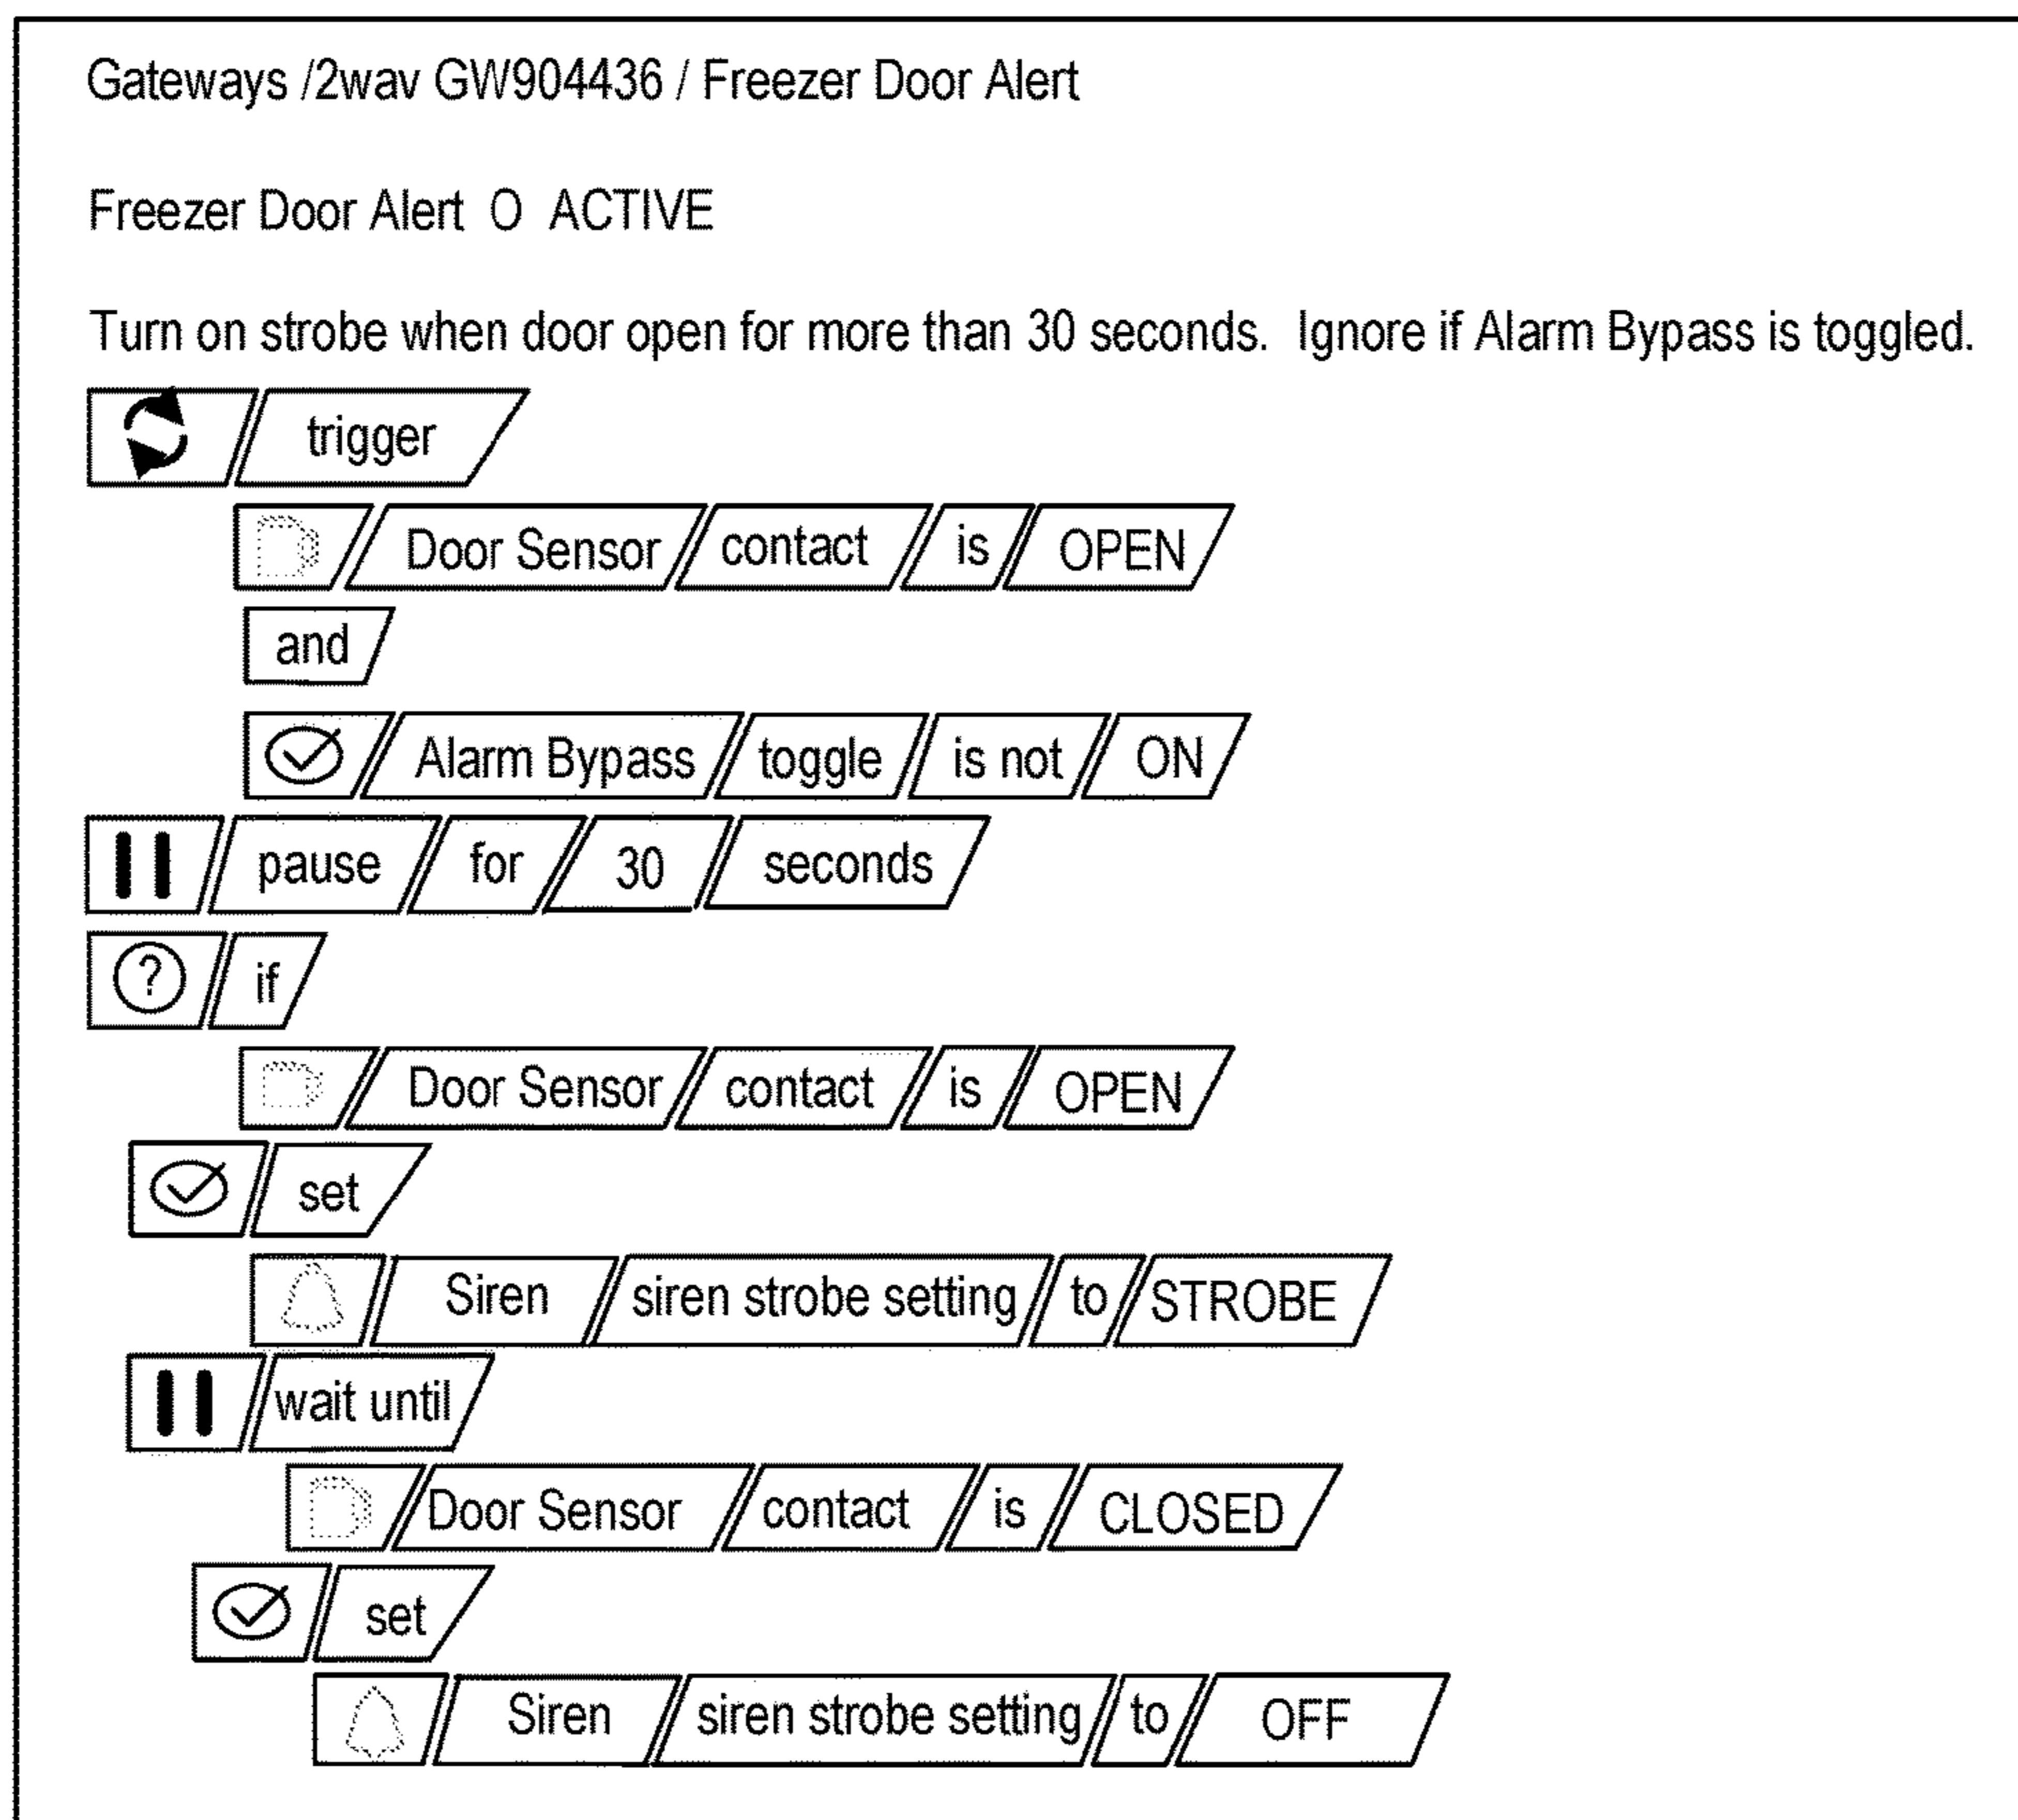 Gateways /2wav GW904436 / Freezer Door Alert
Freezer Door Alert O ACTIVE
Turn on strobe when door open for more than 30 seconds. Ignore if Alarm Bypass is toggled.
trigger
Door Sensor contact is OPEN
and
Alarm Bypass toggle is not ON
pause for 30 seconds
? if
Door Sensor contact is OPEN
set
Siren siren strobe setting to STROBE
wait until
Door Sensor contact is CLOSED
set
Siren siren strobe setting to OFF